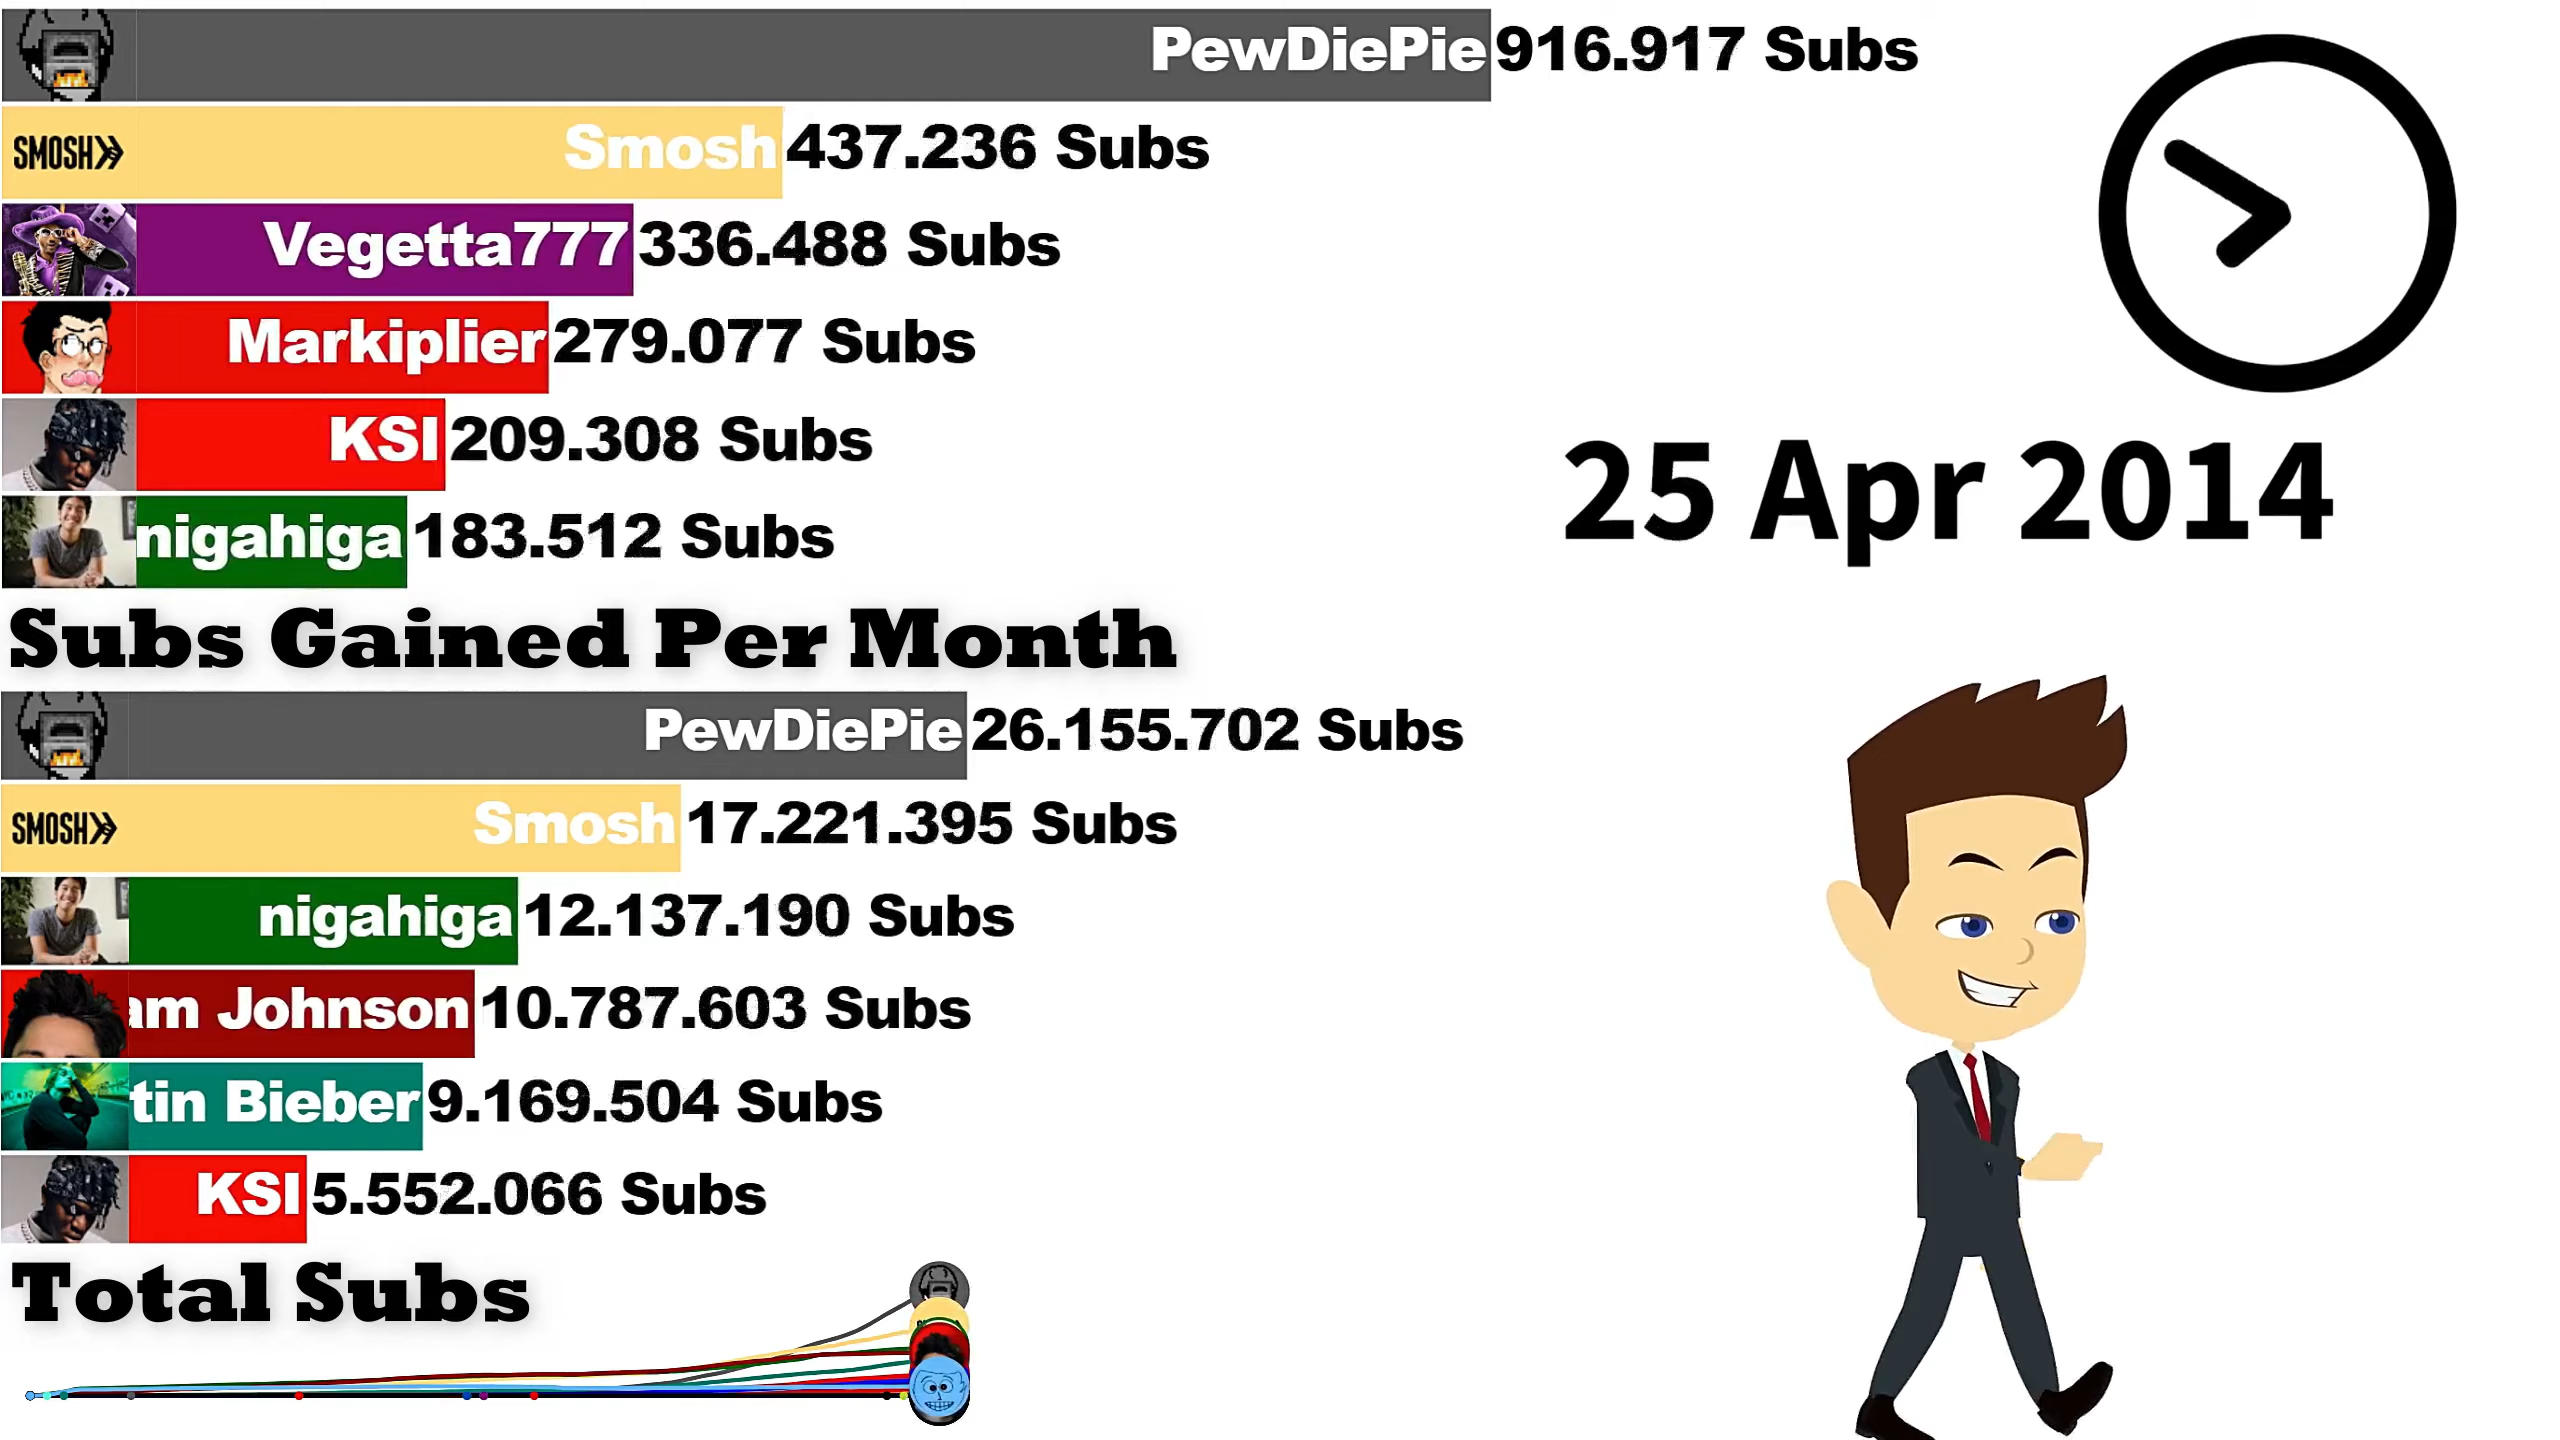 PewDiePie 916.917 Subs
SMOSH Smosh 437.236 Subs
Vegetta777 336.488 Subs
Markiplier 279.077 Subs
KSI 209.308 Subs
nigahiga 183.512 Subs
25 Apr 2014
Subs Gained Per Month
PewDiePie 26.155.702 Subs
SMOSH Smosh 17.221.395 Subs
nigahiga 12.137.190 Subs
am Johnson 10.787.603 Subs
tin Bieber 9.169.504 Subs
KSI 5.552.066 Subs
Total Subs